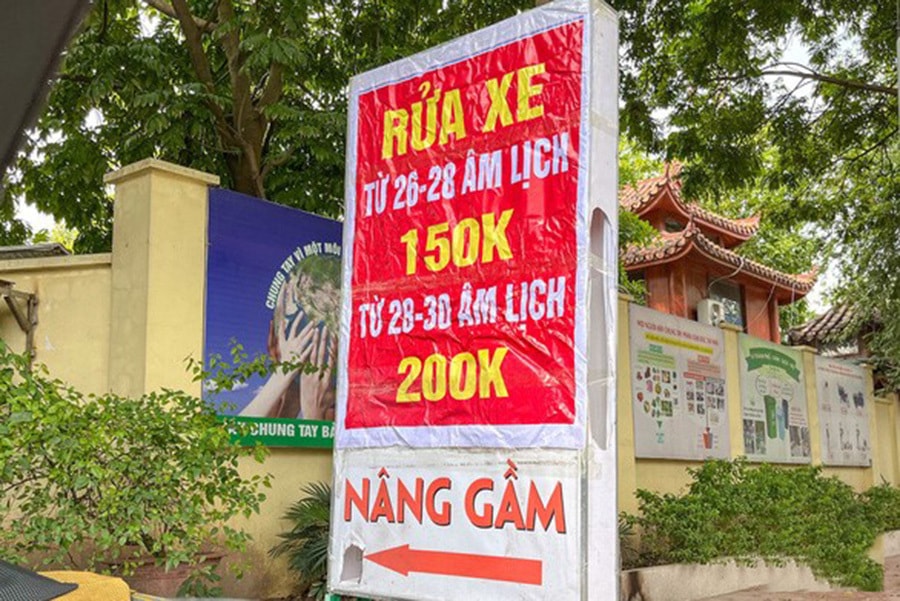 RỬA XE
TỪ 26-28 ÂM LỊCH
150K
TỪ 28-30 ÂM LỊCH
200K
NÂNG GẦM
CHUNG TAY VÌ MỘT MÔI
CHUNG TAY BẢ